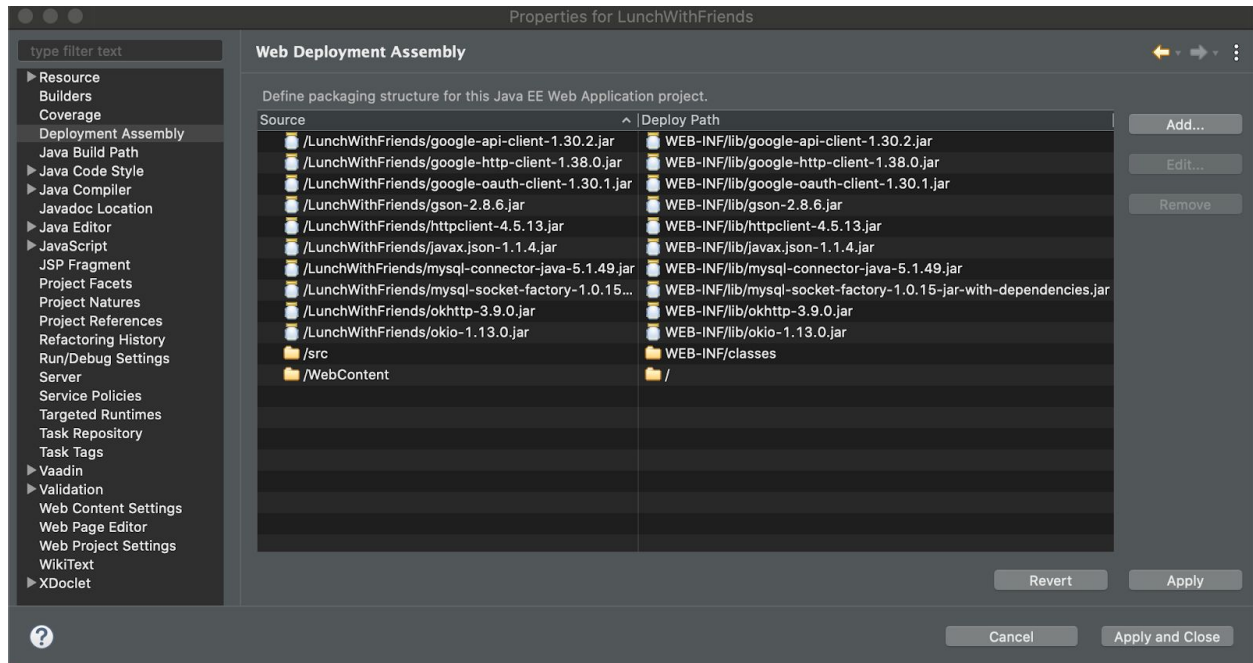 Properties for LunchWithFriends
type filter text
Resource
Builders
Coverage
Deployment Assembly
Java Build Path
Java Code Style
Java Compiler
Javadoc Location
Java Editor
JavaScript
JSP Fragment
Project Facets
Project Natures
Project References
Refactoring History
Run/Debug Settings
Server
Service Policies
Targeted Runtimes
Task Repository
Task Tags
Vaadin
Validation
Web Content Settings
Web Page Editor
Web Project Settings
WikiText
XDoclet
Web Deployment Assembly
Define packaging structure for this Java EE Web Application project.
Source Deploy Path
/LunchWithFriends/google-api-client-1.30.2.jar WEB-INF/lib/google-api-client-1.30.2.jar
/LunchWithFriends/google-http-client-1.38.0.jar WEB-INF/lib/google-http-client-1.38.0.jar
/LunchWithFriends/google-oauth-client-1.30.1.jar WEB-INF/lib/google-oauth-client-1.30.1.jar
/LunchWithFriends/gson-2.8.6.jar WEB-INF/lib/gson-2.8.6.jar
/LunchWithFriends/httpclient-4.5.13.jar WEB-INF/lib/httpclient-4.5.13.jar
/LunchWithFriends/javax.json-1.1.4.jar WEB-INF/lib/javax.json-1.1.4.jar
/LunchWithFriends/mysql-connector-java-5.1.49.jar WEB-INF/lib/mysql-connector-java-5.1.49.jar
/LunchWithFriends/mysql-socket-factory-1.0.15... WEB-INF/lib/mysql-socket-factory-1.0.15-jar-with-dependencies.jar
/LunchWithFriends/okhttp-3.9.0.jar WEB-INF/lib/okhttp-3.9.0.jar
/LunchWithFriends/okio-1.13.0.jar WEB-INF/lib/okio-1.13.0.jar
/src WEB-INF/classes
/WebContent /
Add...
Edit...
Remove
Revert Apply
? Cancel Apply and Close